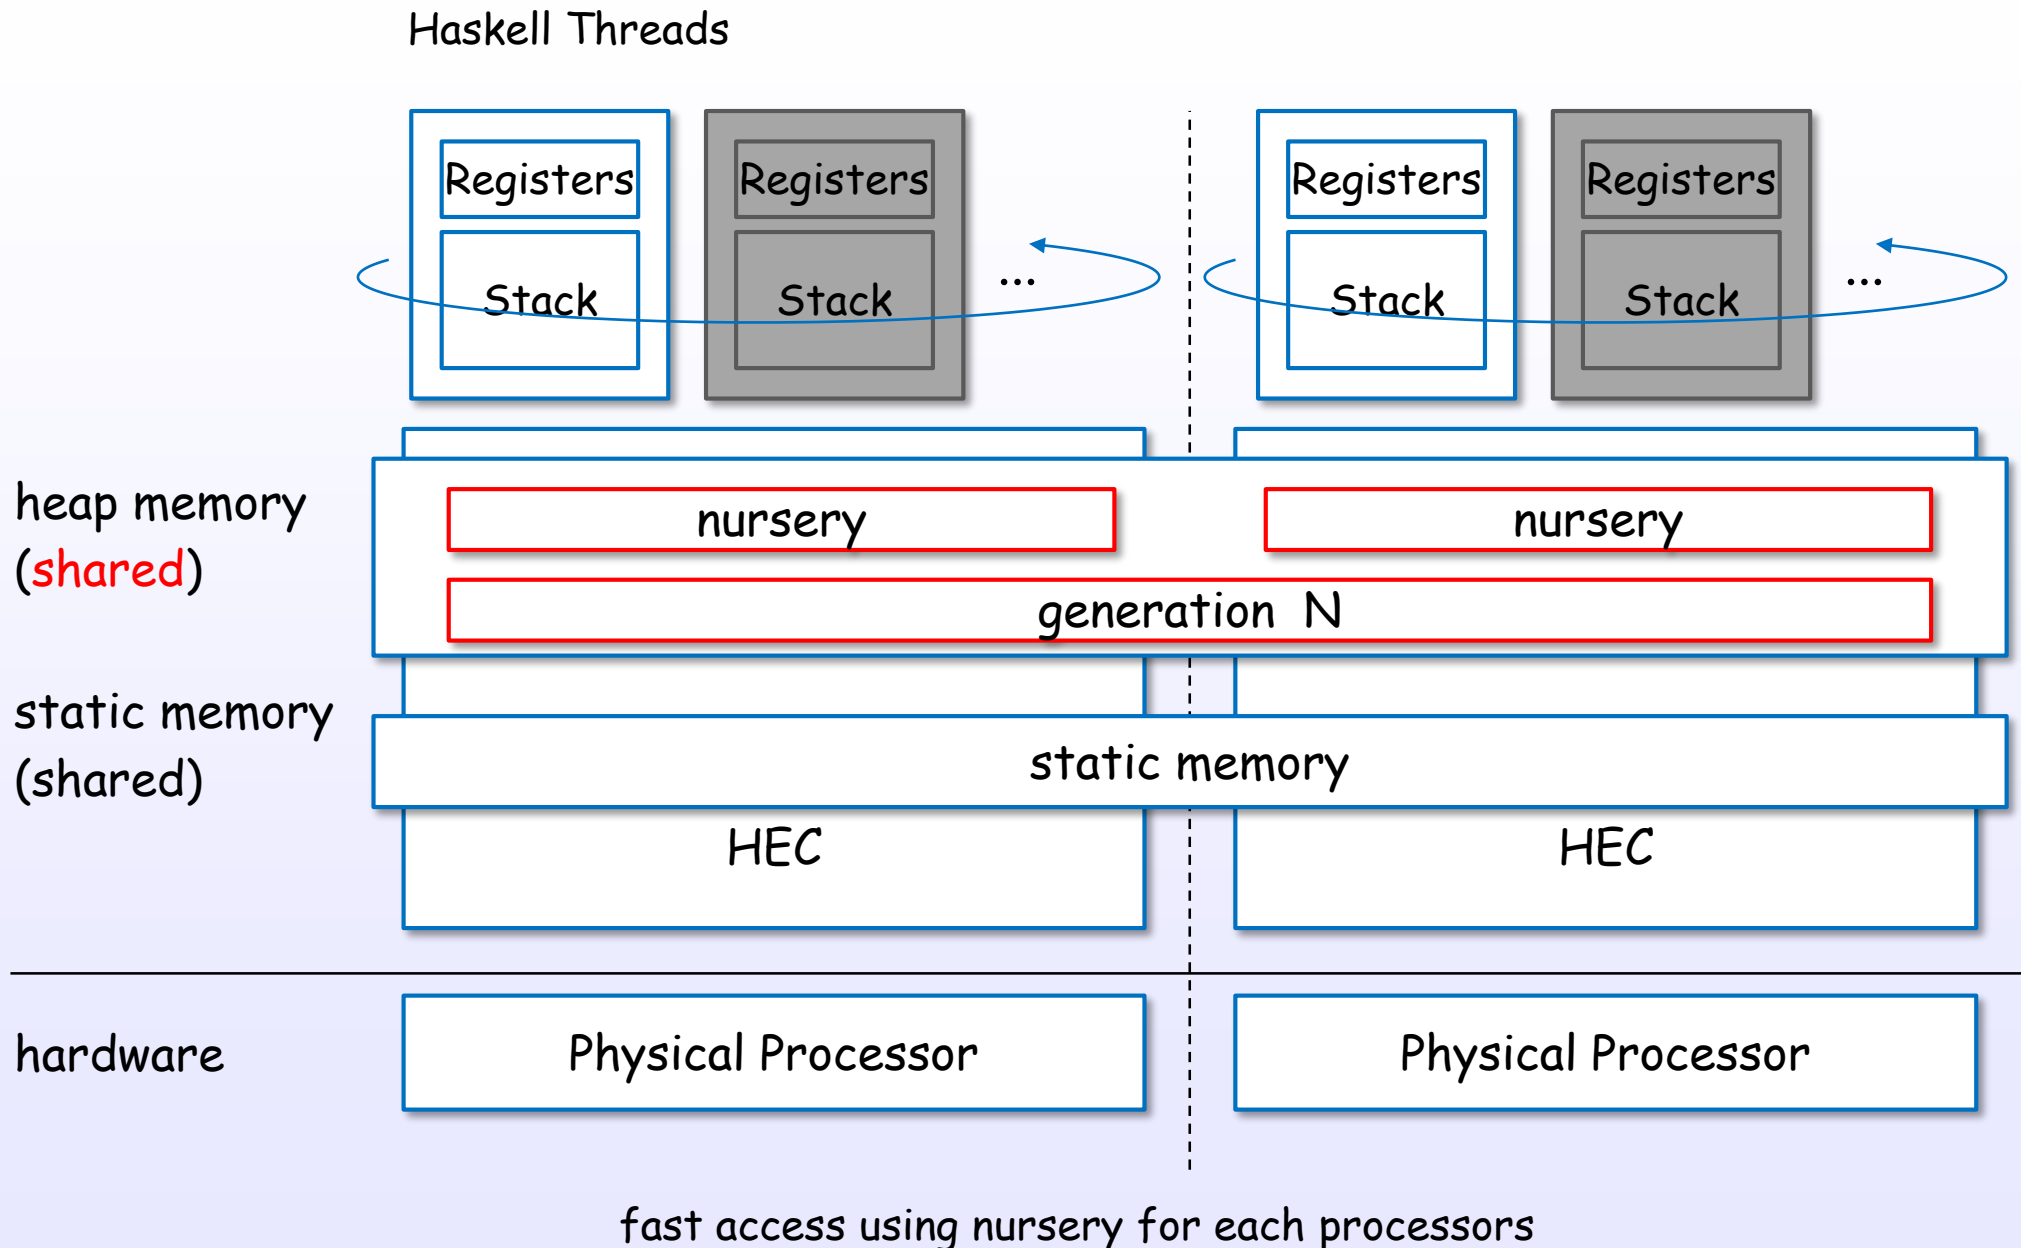 Haskell Threads
Registers Registers Registers Registers
Stack Stack ... Stack Stack ...
heap memory
(shared)
nursery nursery
generation N
static memory
(shared)
static memory
HEC HEC
hardware
Physical Processor Physical Processor
fast access using nursery for each processors